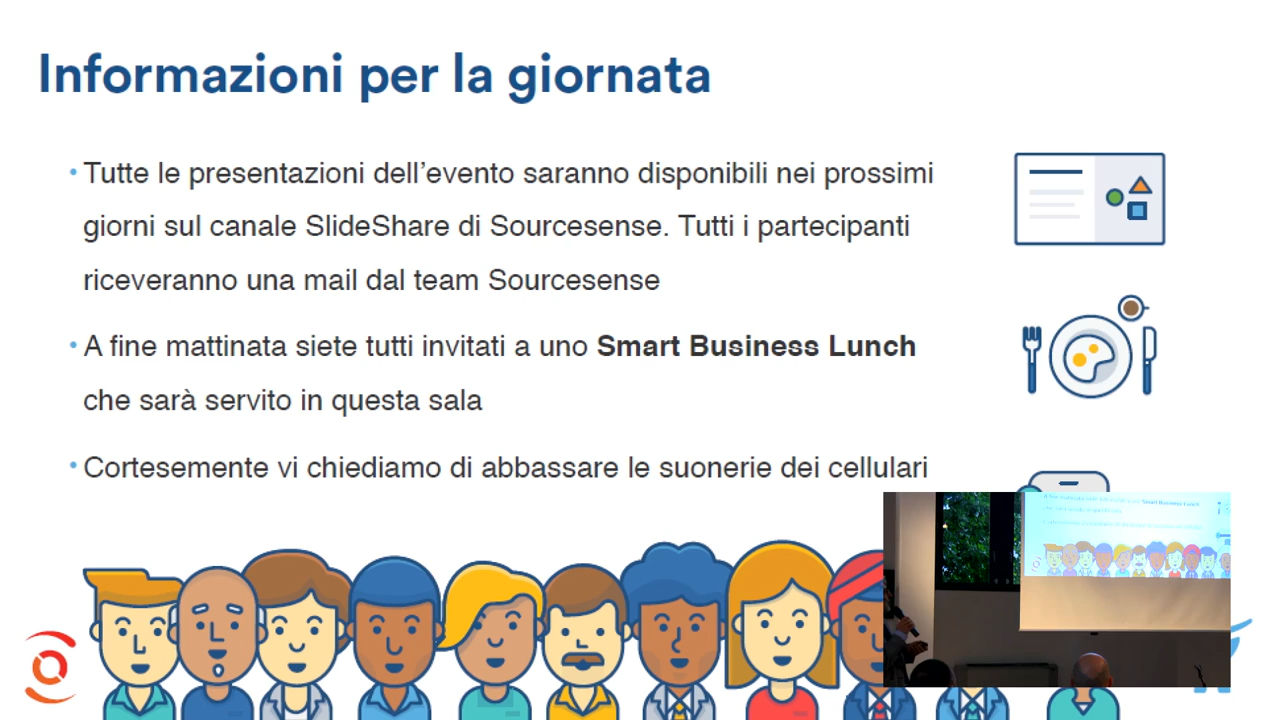 Informazioni per la giornata
• Tutte le presentazioni dell’evento saranno disponibili nei prossimi
giorni sul canale SlideShare di Sourcesense. Tutti i partecipanti
riceveranno una mail dal team Sourcesense
• A fine mattinata siete tutti invitati a uno Smart Business Lunch
che sarà servito in questa sala
• Cortesemente vi chiediamo di abbassare le suonerie dei cellulari